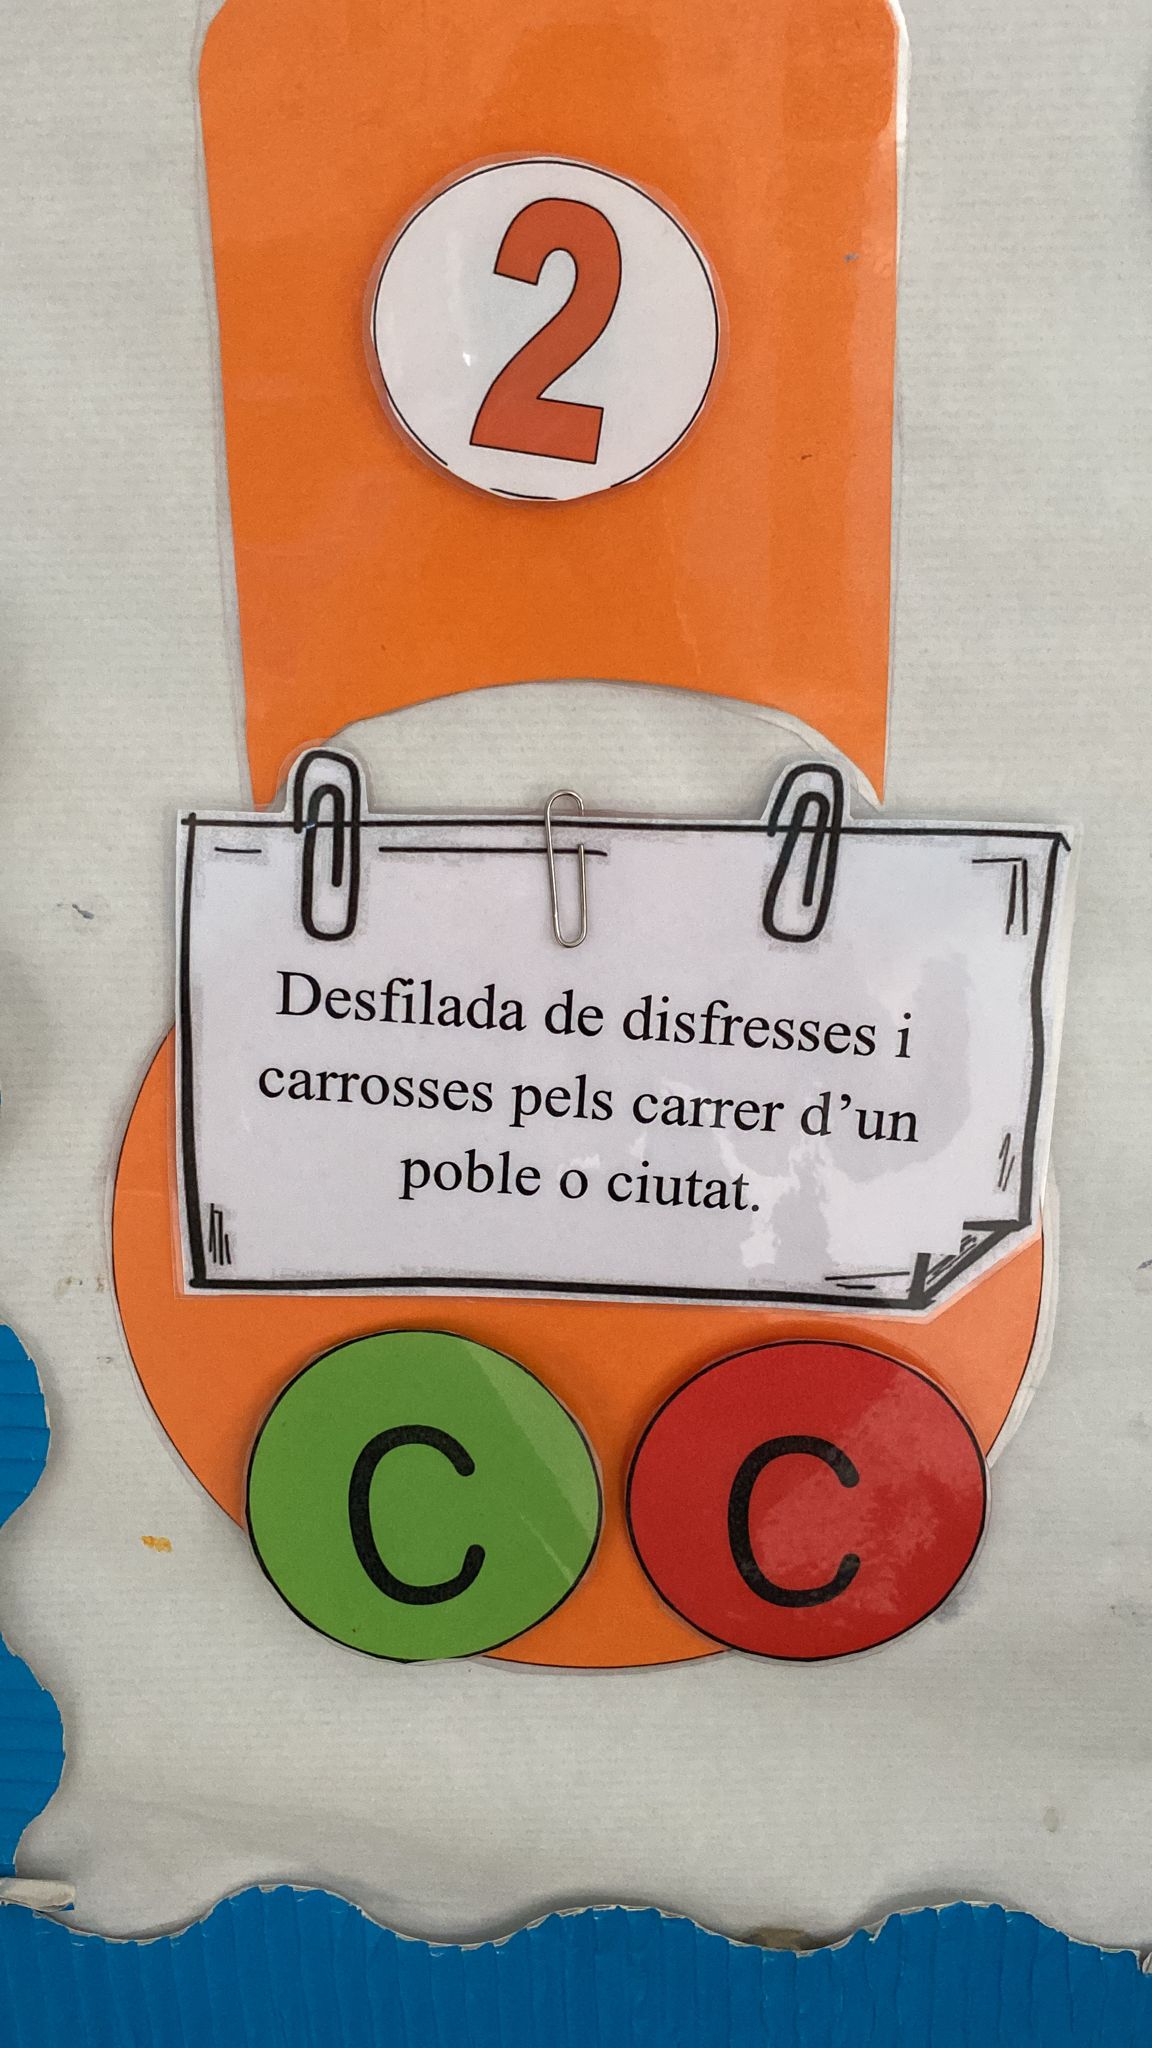 2
Desfilada de disfresses i
carrosses pels carrer d’un
poble o ciutat.
C C